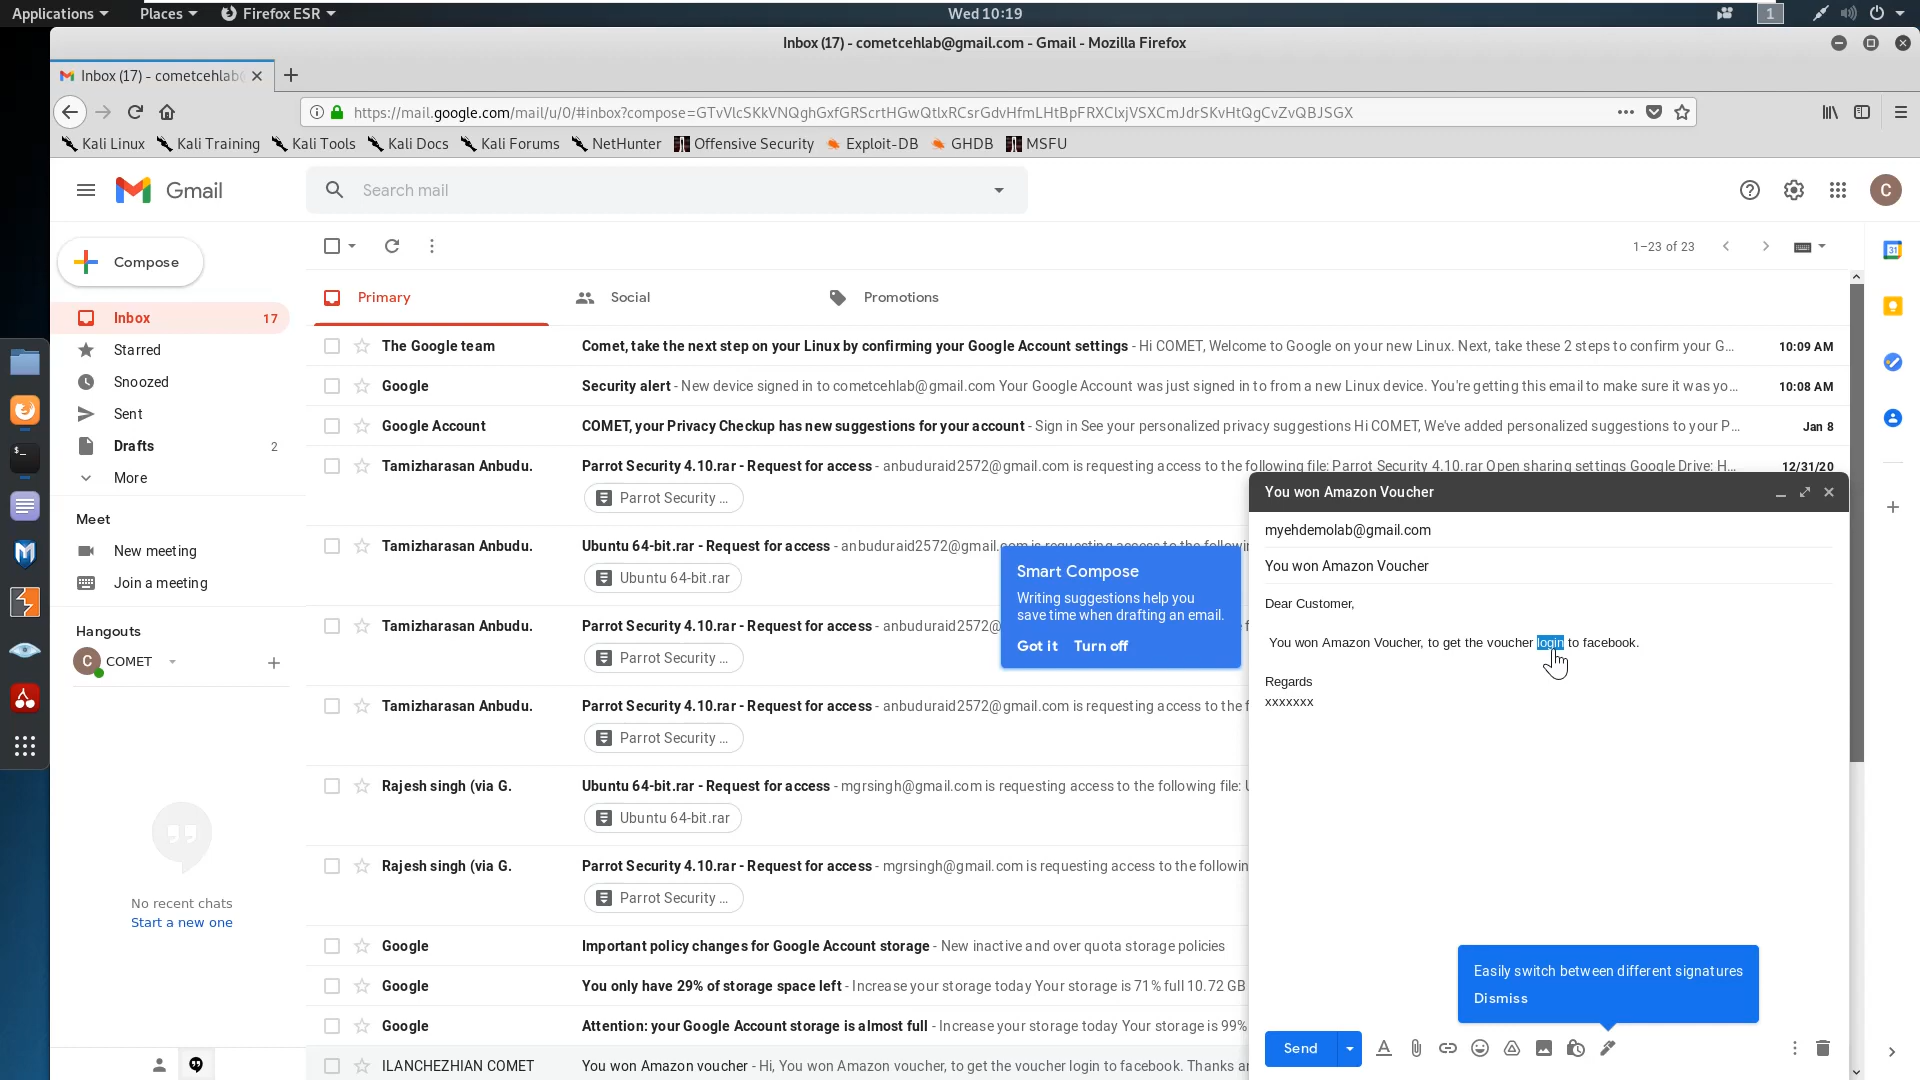 Applications Places Firefox ESR Wed 10:19 1
Inbox (17) - cometcehlab@gmail.com - Gmail - Mozilla Firefox
Inbox (17) - cometcehlab@
https://mail.google.com/mail/u/0/#inbox?compose=GTvVlcSKkVNQghGxfGRScrtHGwQtlxRCsrGdvHfmLHtBpFRXClxjVSXCmJdrSKvHtQgCvZvQBJSGX
Kali Linux Kali Training Kali Tools Kali Docs Kali Forums NetHunter Offensive Security Exploit-DB GHDB MSFU
Gmail
Search mail
C
Compose
1–23 of 23
Primary
Social
Promotions
Inbox 17
Starred
Snoozed
Sent
Drafts 2
More
Meet
New meeting
Join a meeting
Hangouts
C COMET
No recent chats
Start a new one
The Google team Comet, take the next step on your Linux by confirming your Google Account settings - Hi COMET, Welcome to Google on your new Linux. Next, take these 2 steps to confirm your G... 10:09 AM
Google Security alert - New device signed in to cometcehlab@gmail.com Your Google Account was just signed in to from a new Linux device. You're getting this email to make sure it was yo... 10:08 AM
Google Account COMET, your Privacy Checkup has new suggestions for your account - Sign in See your personalized privacy suggestions Hi COMET, We've added personalized suggestions to your P... Jan 8
Tamizharasan Anbudu. Parrot Security 4.10.rar - Request for access - anbuduraid2572@gmail.com is requesting access to the following file: Parrot Security 4.10.rar Open sharing settings Google Drive: H... 12/31/20
Parrot Security ...
Tamizharasan Anbudu. Ubuntu 64-bit.rar - Request for access - anbuduraid2572@gmail.com is requesting access to the followi
Ubuntu 64-bit.rar
Tamizharasan Anbudu. Parrot Security 4.10.rar - Request for access - anbuduraid2572@
Parrot Security ...
Tamizharasan Anbudu. Parrot Security 4.10.rar - Request for access - anbuduraid2572@gmail.com is requesting access to the f
Parrot Security ...
Rajesh singh (via G. Ubuntu 64-bit.rar - Request for access - mgrsingh@gmail.com is requesting access to the following file:
Ubuntu 64-bit.rar
Rajesh singh (via G. Parrot Security 4.10.rar - Request for access - mgrsingh@gmail.com is requesting access to the following
Parrot Security ...
Google Important policy changes for Google Account storage - New inactive and over quota storage policies
Google You only have 29% of storage space left - Increase your storage today Your storage is 71% full 10.72 GB
Google Attention: your Google Account storage is almost full - Increase your storage today Your storage is 99%
ILANCHEZHIAN COMET You won Amazon voucher - Hi, You won Amazon voucher, to get the voucher login to facebook. Thanks
Smart Compose
Writing suggestions help you
save time when drafting an email.
Got it Turn off
You won Amazon Voucher
myehdemolab@gmail.com
You won Amazon Voucher
Dear Customer,
You won Amazon Voucher, to get the voucher login to facebook.
Regards
xxxxxxx
Easily switch between different signatures
Dismiss
Send